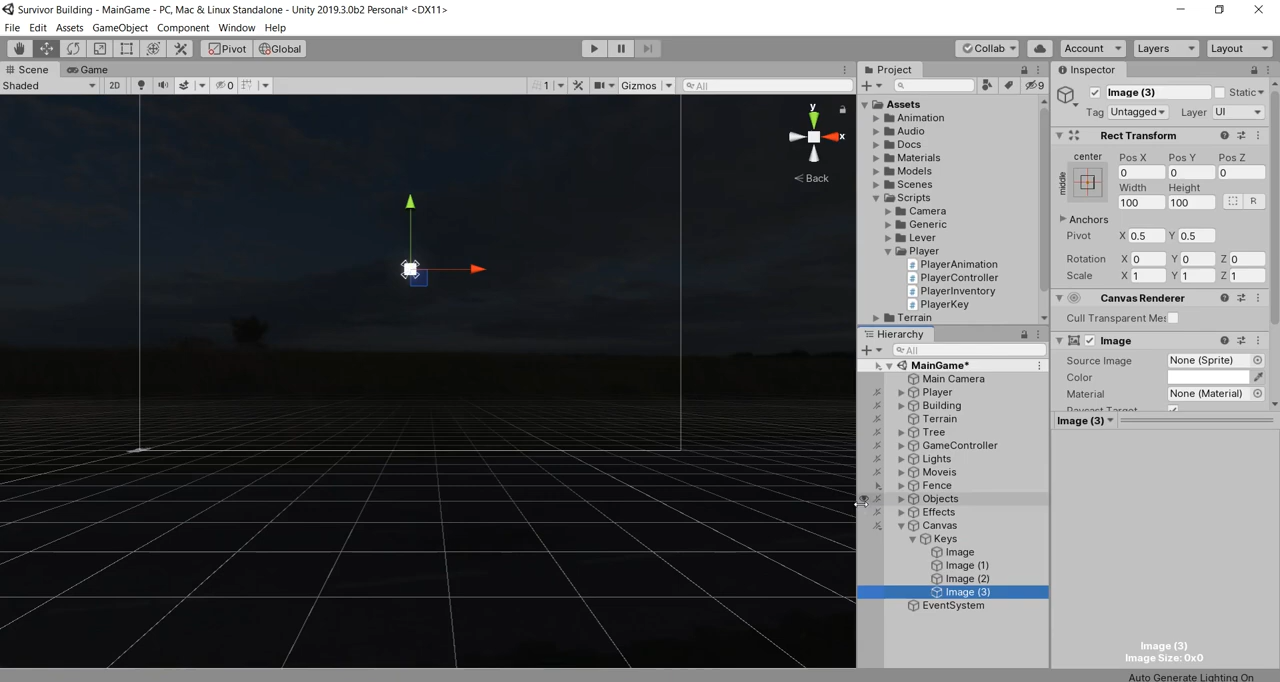 Survivor Building - MainGame - PC, Mac & Linux Standalone - Unity 2019.3.0b2 Personal* <DX11>
File Edit Assets GameObject Component Window Help
Pivot Global Collab Account Layers Layout
Scene Game
Shaded 2D 0 1 Gizmos All
y
x
Back
Project
9
Assets
Animation
Audio
Docs
Materials
Models
Scenes
Scripts
Camera
Generic
Lever
Player
PlayerAnimation
PlayerController
PlayerInventory
PlayerKey
Terrain
Hierarchy
All
MainGame*
Main Camera
Player
Building
Terrain
Tree
GameController
Lights
Moveis
Fence
Objects
Effects
Canvas
Keys
Image
Image (1)
Image (2)
Image (3)
EventSystem
Inspector
Image (3) Static
Tag Untagged Layer UI
Rect Transform
center Pos X Pos Y Pos Z
middle 0 0 0
Width Height
100 100 R
Anchors
Pivot X 0.5 Y 0.5
Rotation X 0 Y 0 Z 0
Scale X 1 Y 1 Z 1
Canvas Renderer
Cull Transparent Mes
Image
Source Image None (Sprite)
Color
Material None (Material)
Raycast Target
Image (3)
Image (3)
Image Size: 0x0
Auto Generate Lighting On